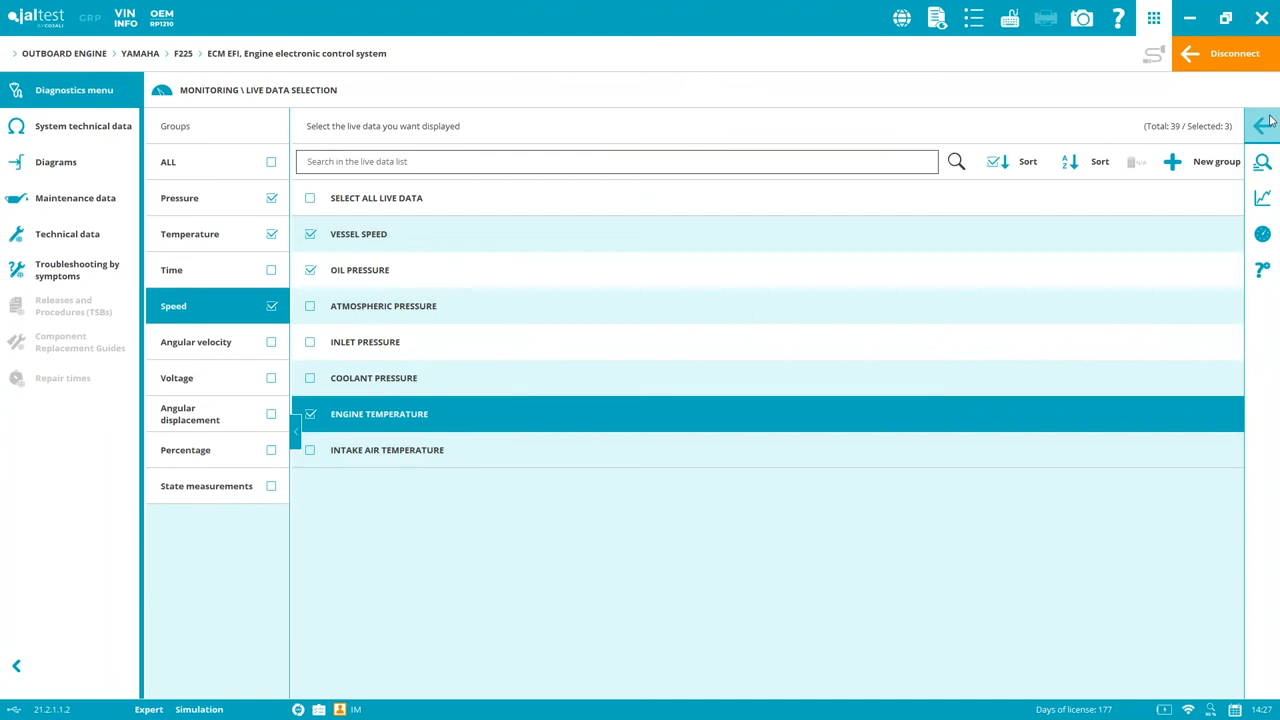 jaltest
BY COJALI
GRP
VIN
INFO
OEM
RP1210
> OUTBOARD ENGINE > YAMAHA > F225 > ECM EFI, Engine electronic control system
Disconnect
Diagnostics menu
System technical data
Diagrams
Maintenance data
Technical data
Troubleshooting by
symptoms
Releases and
Procedures (TSBs)
Component
Replacement Guides
Repair times
MONITORING \ LIVE DATA SELECTION
Groups
ALL
Pressure
Temperature
Time
Speed
Angular velocity
Voltage
Angular
displacement
Percentage
State measurements
Select the live data you want displayed
(Total: 39 / Selected: 3)
Search in the live data list
Sort
A
Z
Sort
N/A
New group
SELECT ALL LIVE DATA
VESSEL SPEED
OIL PRESSURE
ATMOSPHERIC PRESSURE
INLET PRESSURE
COOLANT PRESSURE
ENGINE TEMPERATURE
INTAKE AIR TEMPERATURE
21.2.1.1.2
Expert
Simulation
IM
Days of license: 177
14:27